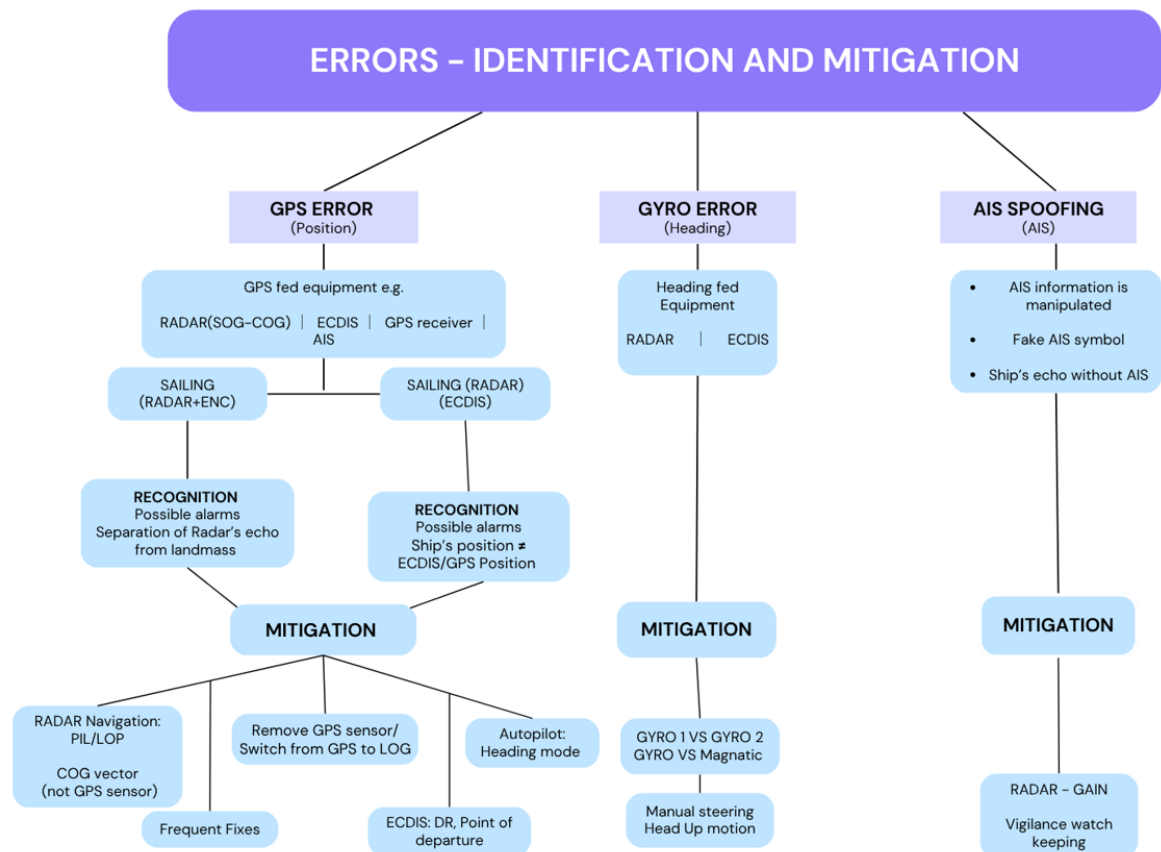 ERRORS - IDENTIFICATION AND MITIGATION
GPS ERROR
(Position)
GPS fed equipment e.g.
RADAR(SOG-COG) | ECDIS | GPS receiver |
AIS
SAILING
(RADAR+ENC)
SAILING (RADAR)
(ECDIS)
RECOGNITION
Possible alarms
Separation of Radar's echo
from landmass
RECOGNITION
Possible alarms
Ship's position ≠
ECDIS/GPS Position
MITIGATION
RADAR Navigation:
PIL/LOP
COG vector
(not GPS sensor)
Frequent Fixes
Remove GPS sensor/
Switch from GPS to LOG
ECDIS: DR, Point of
departure
Autopilot:
Heading mode
GYRO ERROR
(Heading)
Heading fed
Equipment
RADAR | ECDIS
MITIGATION
GYRO 1 VS GYRO 2
GYRO VS Magnatic
Manual steering
Head Up motion
AIS SPOOFING
(AIS)
• AIS information is
manipulated
• Fake AIS symbol
• Ship's echo without AIS
MITIGATION
RADAR - GAIN
Vigilance watch
keeping